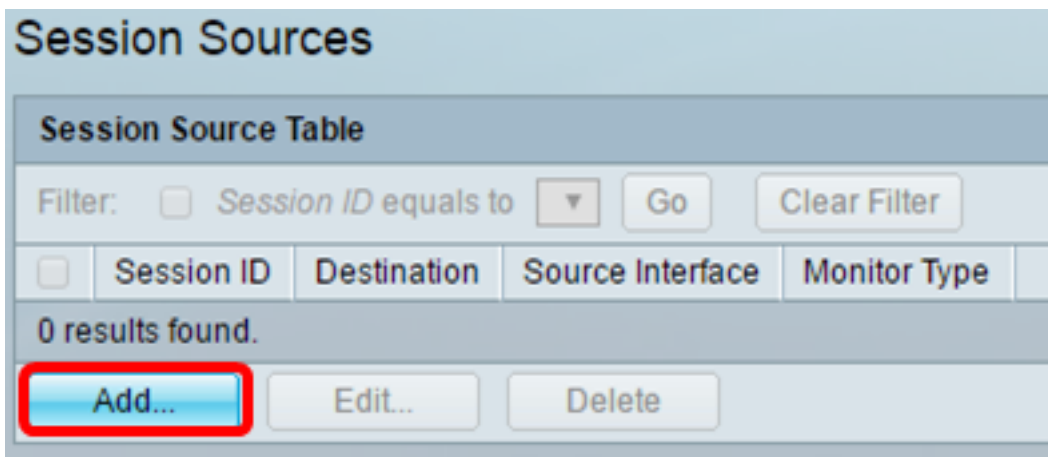 Session Sources
Session Source Table
Filter: Session ID equals to Go Clear Filter
Session ID Destination Source Interface Monitor Type
0 results found.
Add... Edit... Delete